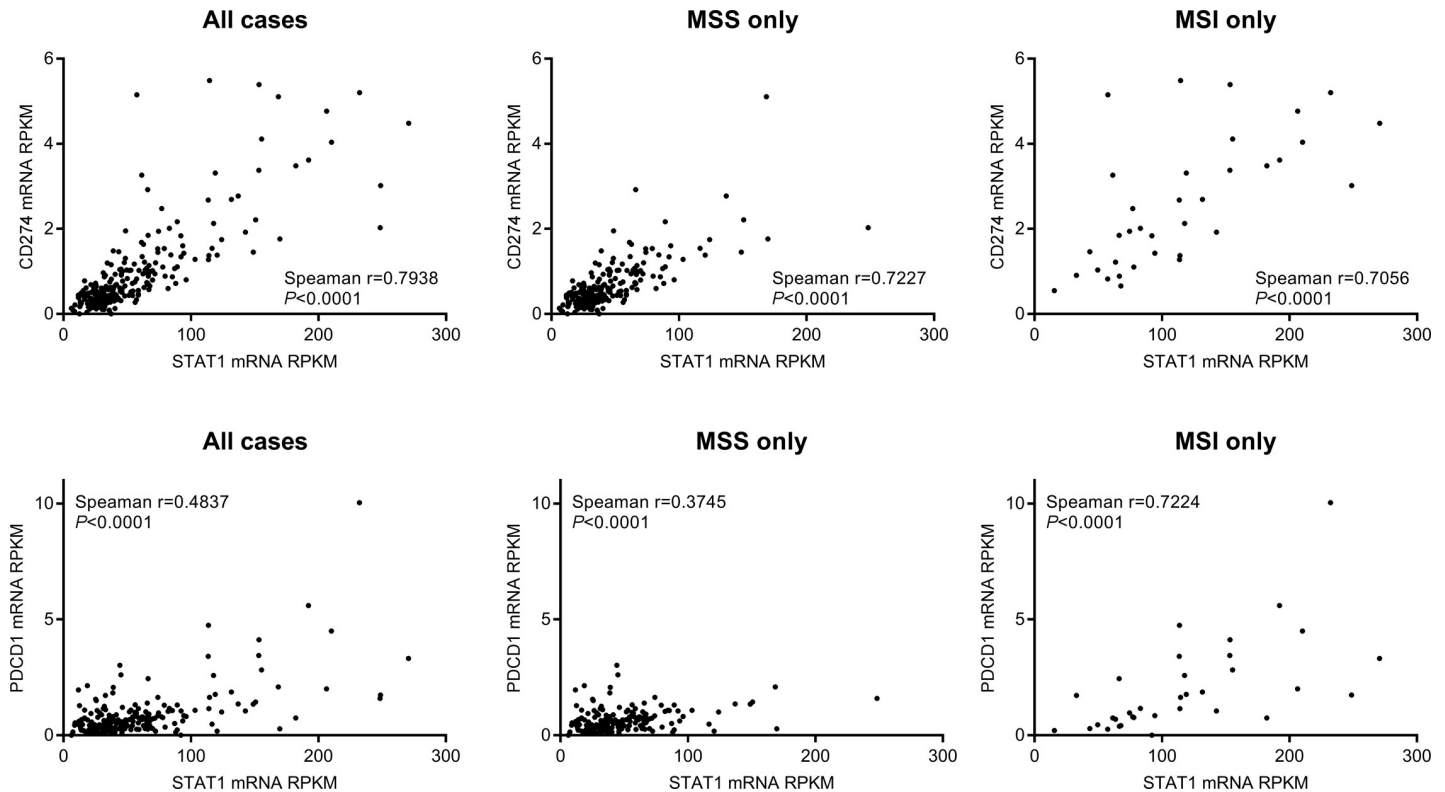 All cases
MSS only
MSI only
CD274 mRNA RPKM
6
4
2
0
Speaman r=0.7938
P<0.0001
0 100 200 300
STAT1 mRNA RPKM
CD274 mRNA RPKM
6
4
2
0
Speaman r=0.7227
P<0.0001
0 100 200 300
STAT1 mRNA RPKM
CD274 mRNA RPKM
6
4
2
0
Speaman r=0.7056
P<0.0001
0 100 200 300
STAT1 mRNA RPKM
All cases
MSS only
MSI only
PDCD1 mRNA RPKM
10
5
0
Speaman r=0.4837
P<0.0001
0 100 200 300
STAT1 mRNA RPKM
PDCD1 mRNA RPKM
10
5
0
Speaman r=0.3745
P<0.0001
0 100 200 300
STAT1 mRNA RPKM
PDCD1 mRNA RPKM
10
5
0
Speaman r=0.7224
P<0.0001
0 100 200 300
STAT1 mRNA RPKM